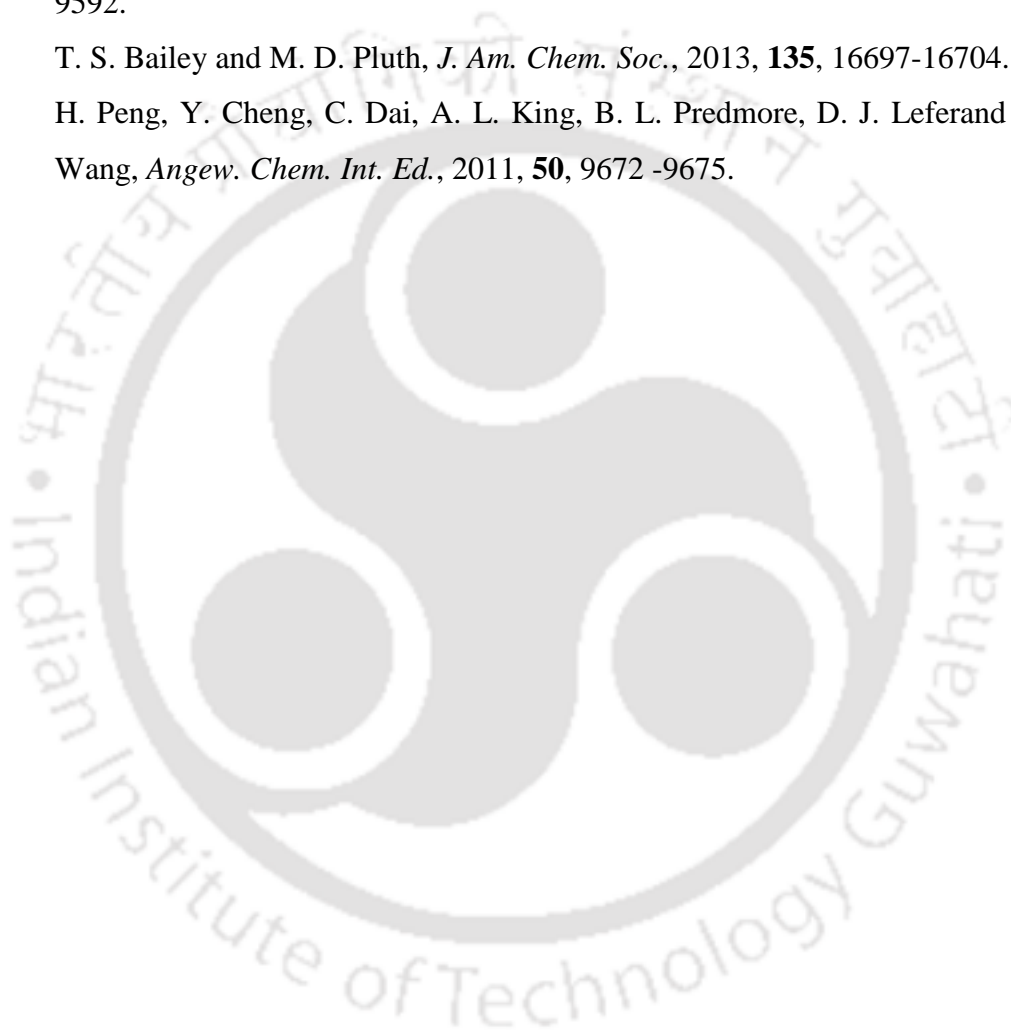 9592.
T. S. Bailey and M. D. Pluth, J. Am. Chem. Soc., 2013, 135, 16697-16704.
H. Peng, Y. Cheng, C. Dai, A. L. King, B. L. Predmore, D. J. Leferand
Wang, Angew. Chem. Int. Ed., 2011, 50, 9672 -9675.
भारतीय प्रौद्योगिकी संस्थान गुवाहाटी
Indian Institute of Technology Guwahati